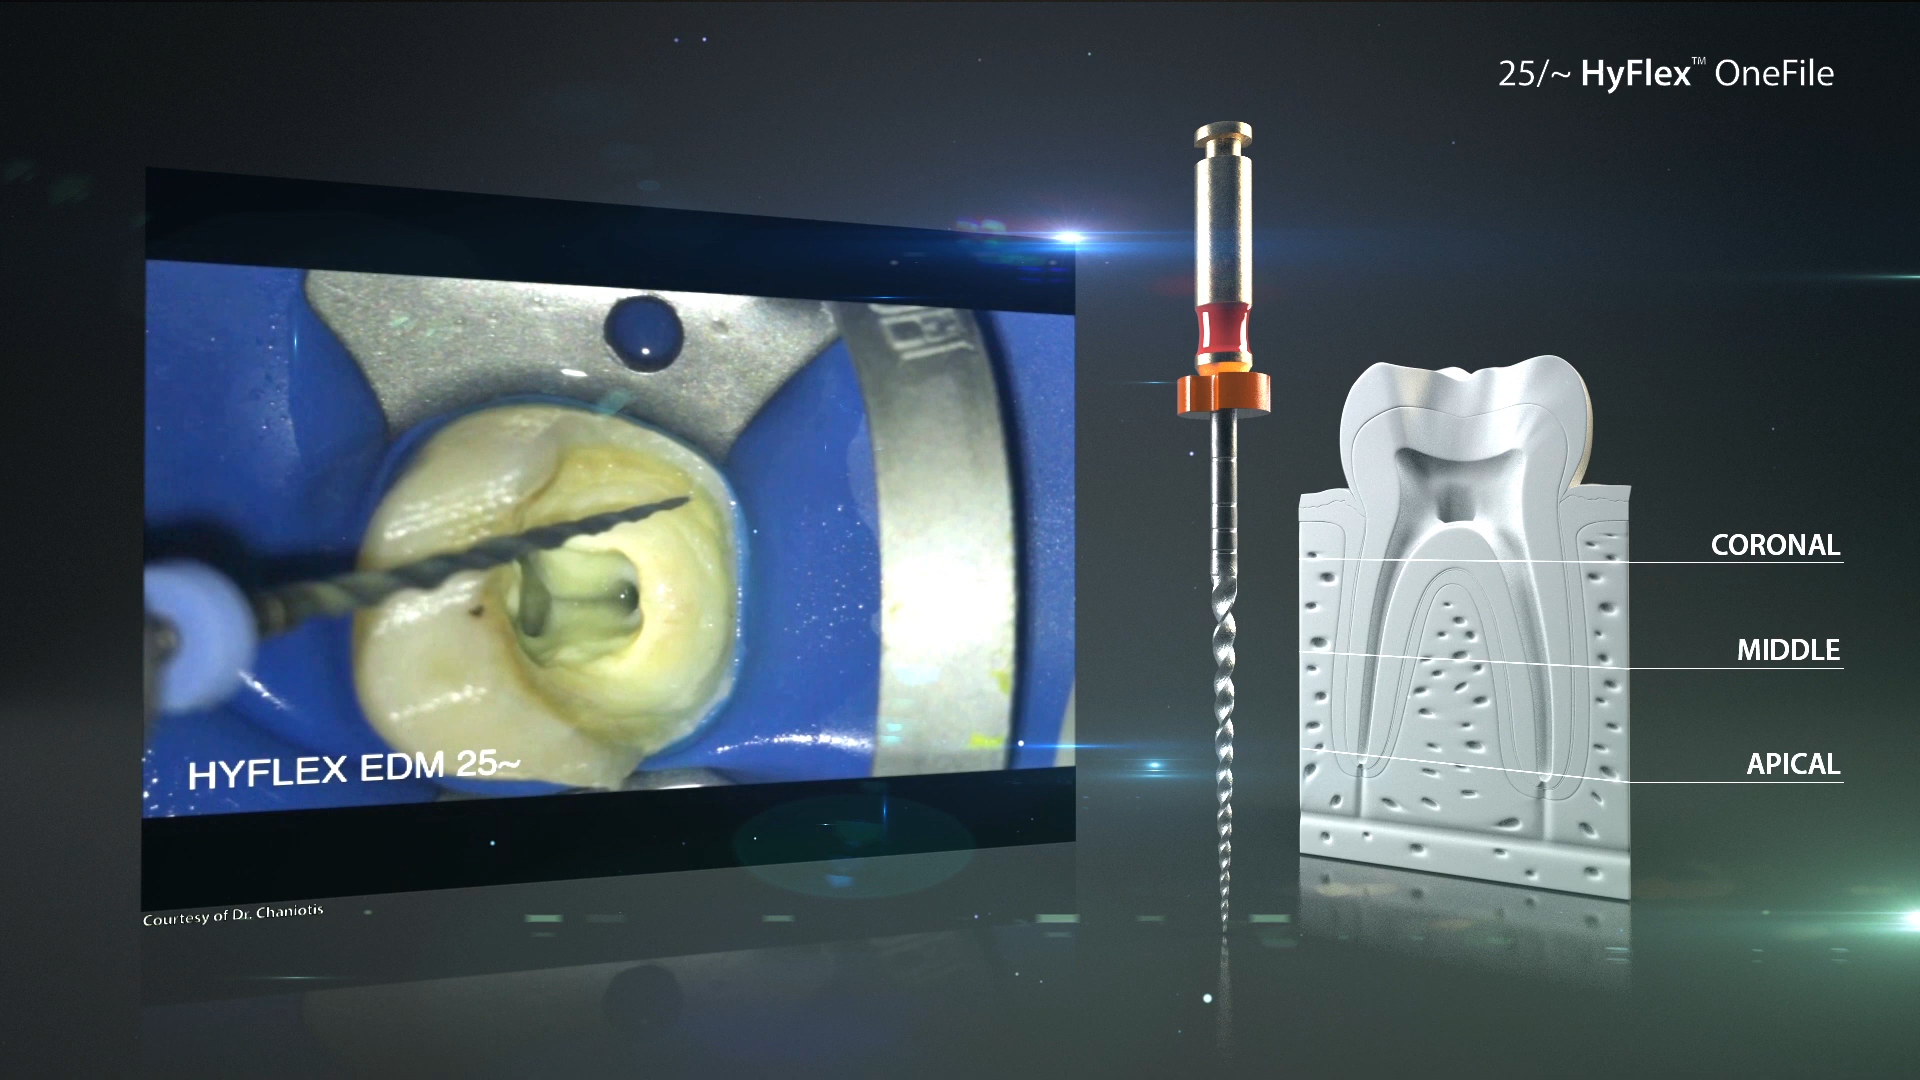 25/~ HyFlex™ OneFile
CORONAL
MIDDLE
APICAL
HYFLEX EDM 25~
Courtesy of Dr. Chaniotis